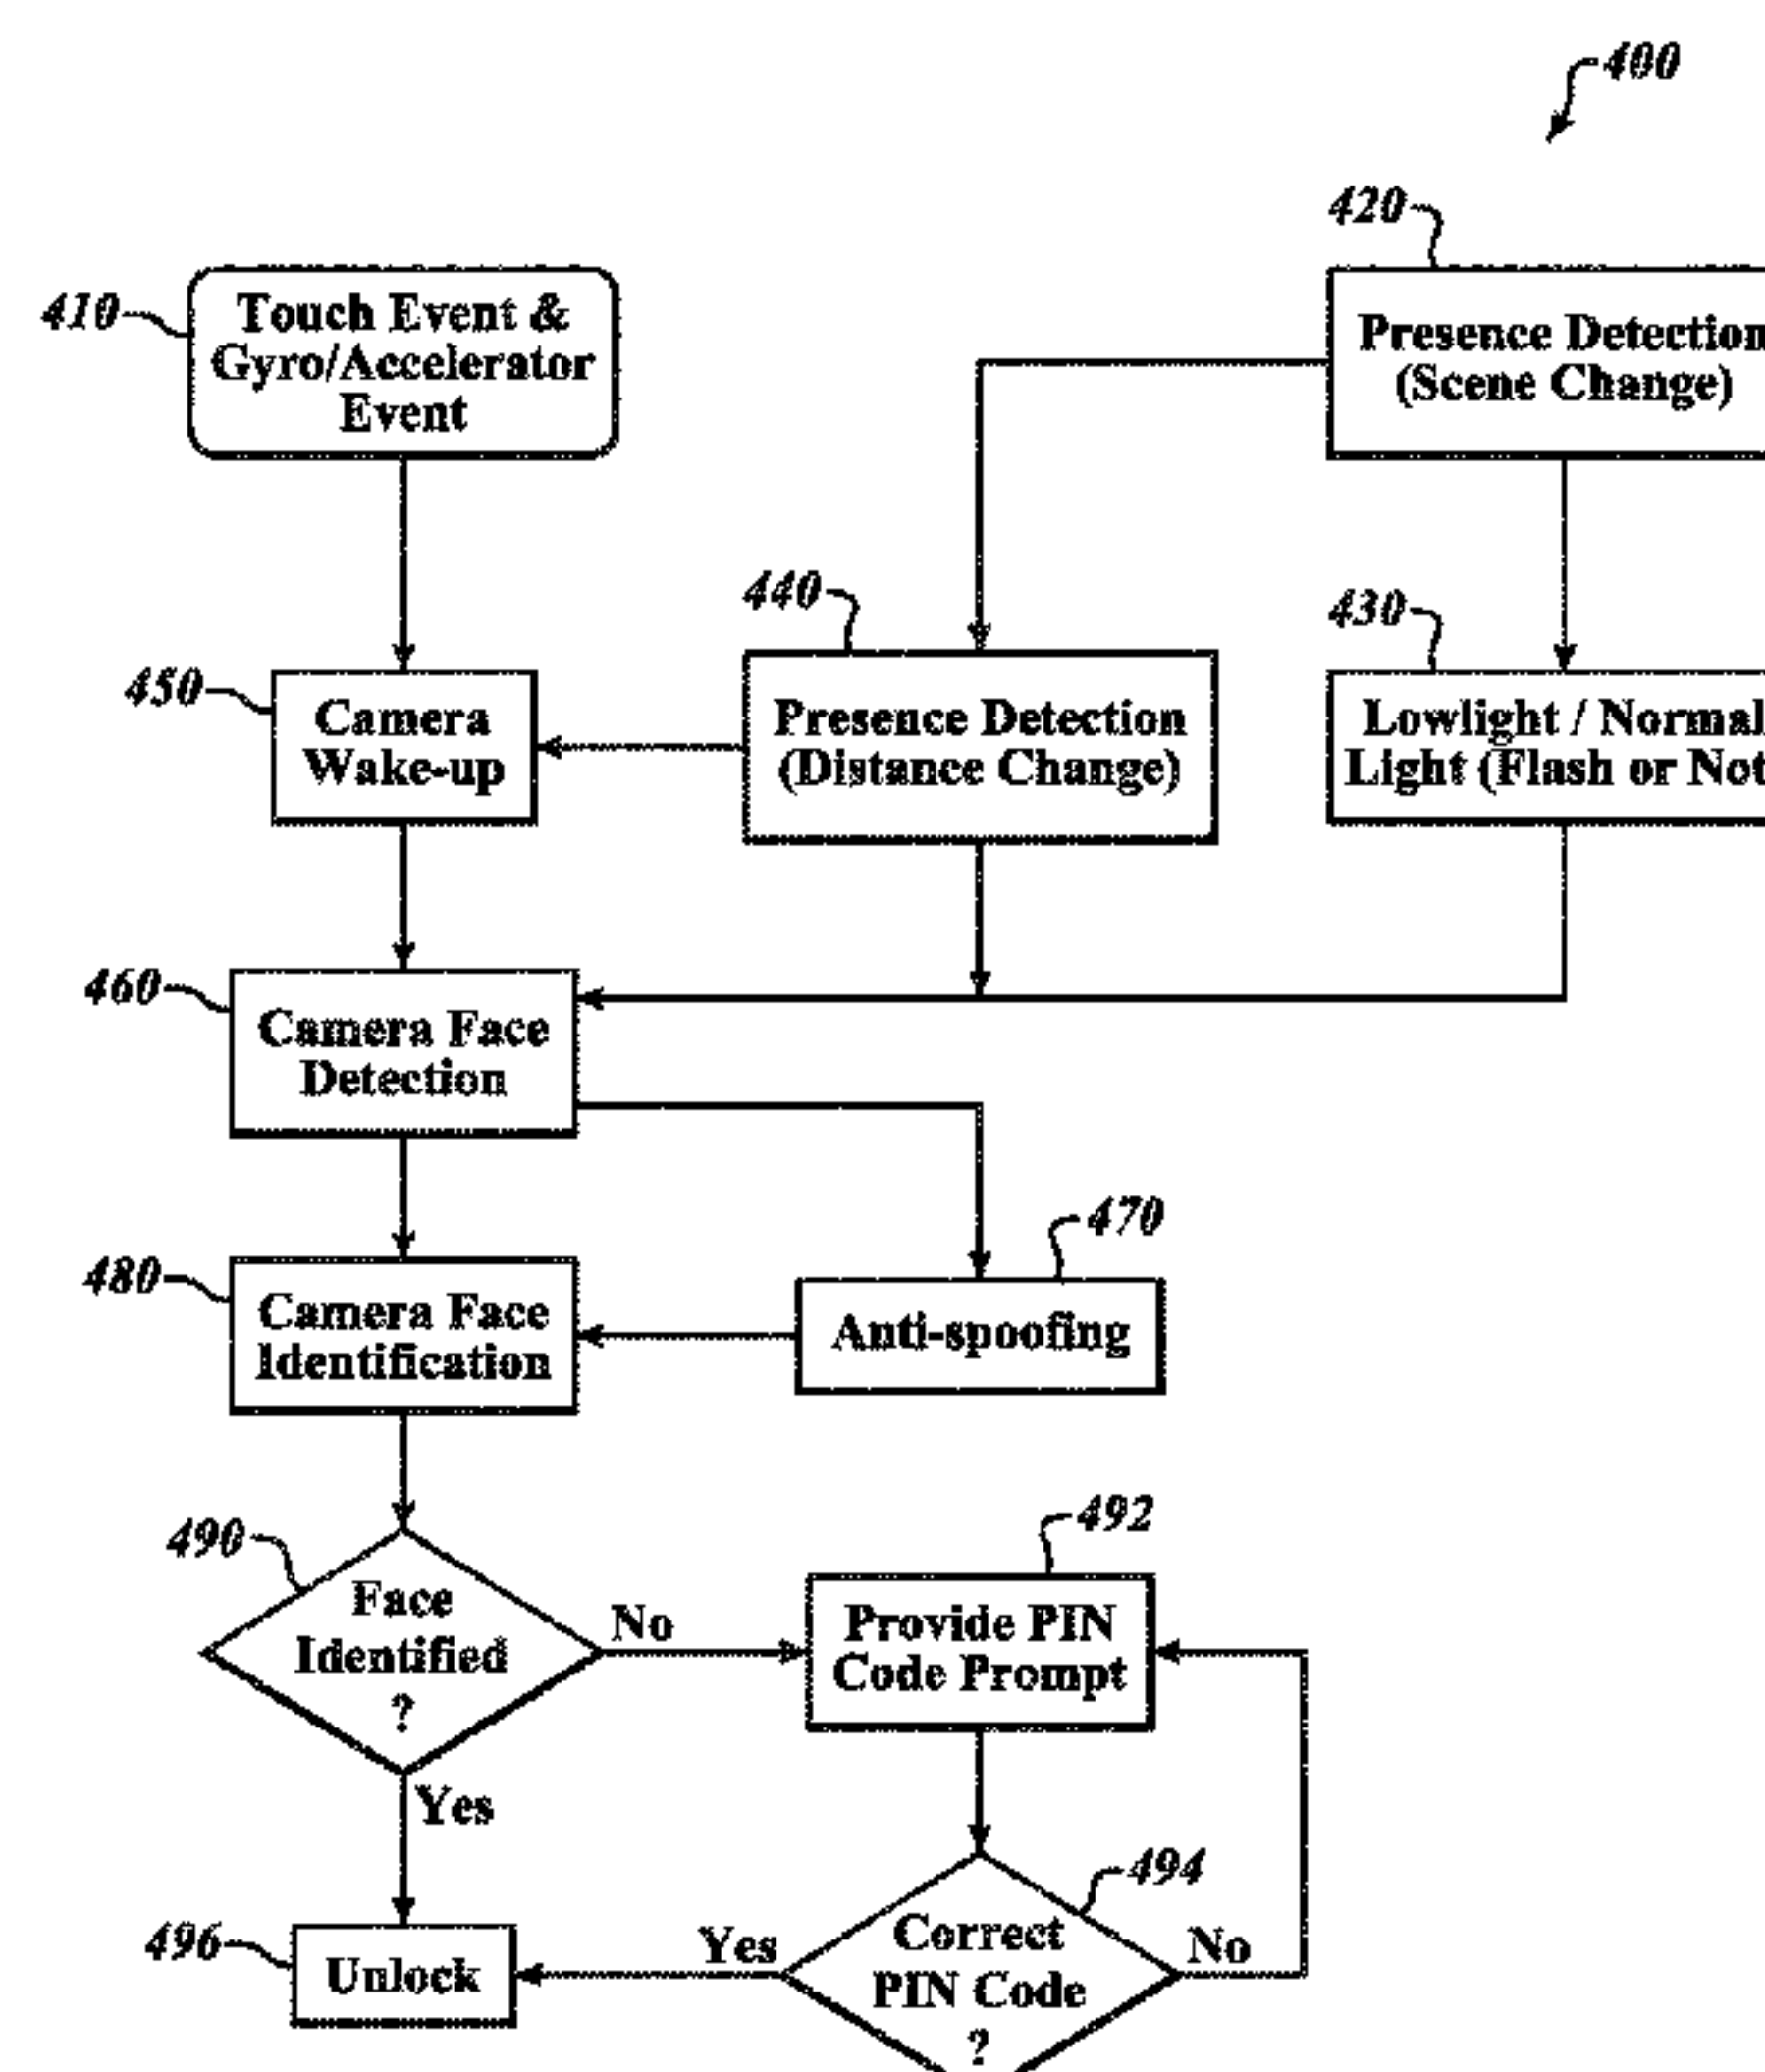 400
420
410
Touch Event &
Gyro/Accelerator
Event
Presence Detection
(Scene Change)
440
430
450
Camera
Wake-up
Presence Detection
(Distance Change)
Lowlight / Normal
Light (Flash or Not
460
Camera Face
Detection
470
480
Camera Face
Identification
Anti-spoofing
492
490
Face
Identified
?
No
Provide PIN
Code Prompt
Yes
494
496
Unlock
Yes
Correct
PIN Code
?
No